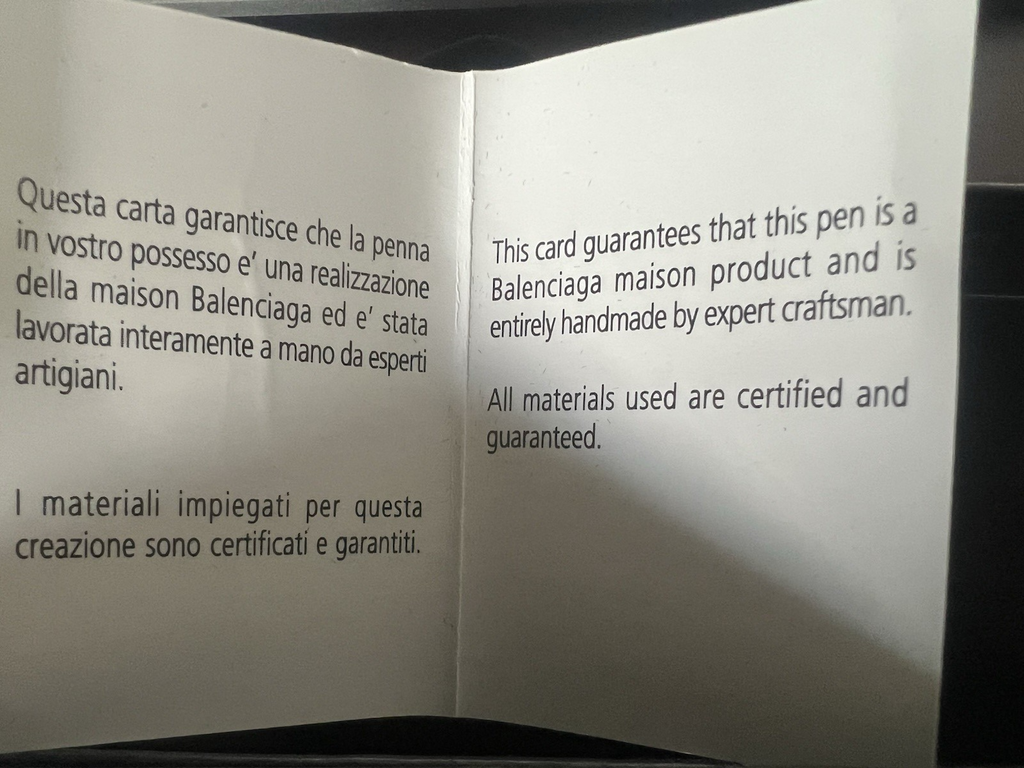 Questa carta garantisce che la penna
in vostro possesso e' una realizzazione
della maison Balenciaga ed e' stata
lavorata interamente a mano da esperti
artigiani.
I materiali impiegati per questa
creazione sono certificati e garantiti.
This card guarantees that this pen is a
Balenciaga maison product and is
entirely handmade by expert craftsman.
All materials used are certified and
guaranteed.